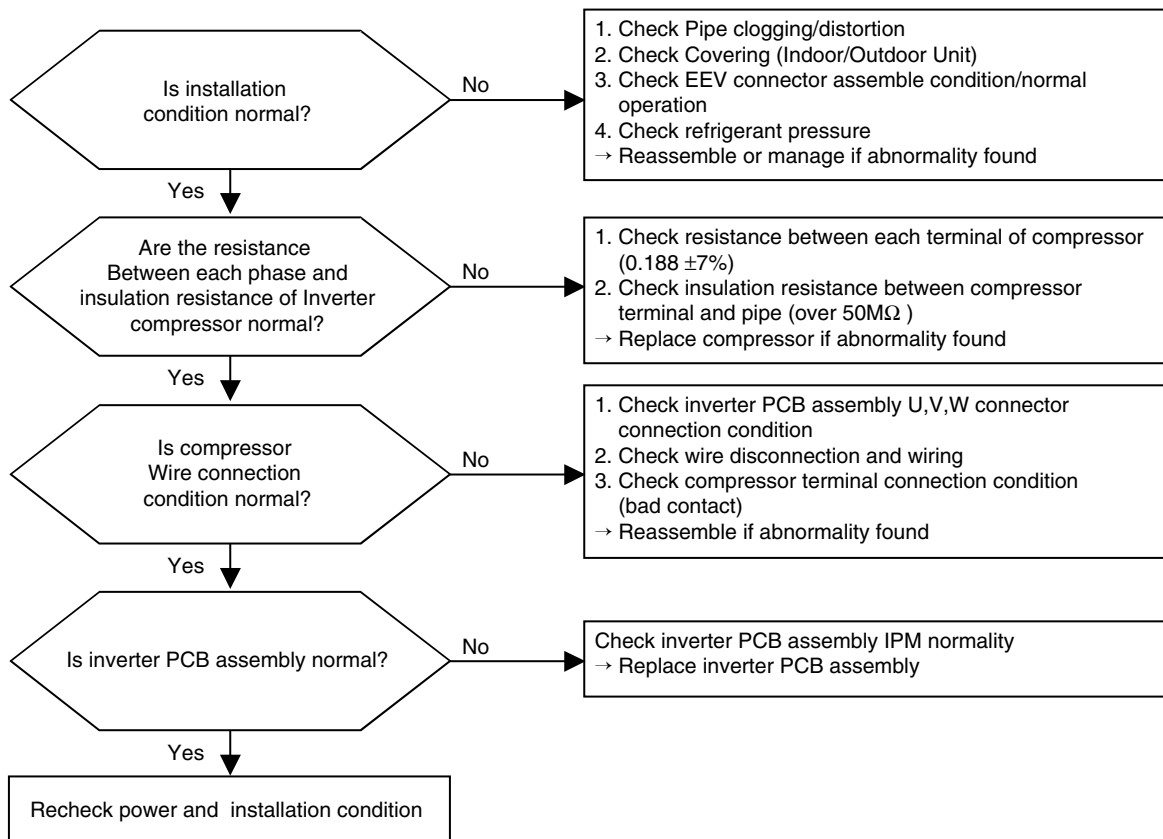 Is installation
condition normal?
No
1. Check Pipe clogging/distortion
2. Check Covering (Indoor/Outdoor Unit)
3. Check EEV connector assemble condition/normal
operation
4. Check refrigerant pressure
→ Reassemble or manage if abnormality found
Yes
Are the resistance
Between each phase and
insulation resistance of Inverter
compressor normal?
No
1. Check resistance between each terminal of compressor
(0.188 ±7%)
2. Check insulation resistance between compressor
terminal and pipe (over 50MΩ )
→ Replace compressor if abnormality found
Yes
Is compressor
Wire connection
condition normal?
No
1. Check inverter PCB assembly U,V,W connector
connection condition
2. Check wire disconnection and wiring
3. Check compressor terminal connection condition
(bad contact)
→ Reassemble if abnormality found
Yes
Is inverter PCB assembly normal?
No
Check inverter PCB assembly IPM normality
→ Replace inverter PCB assembly
Yes
Recheck power and  installation condition